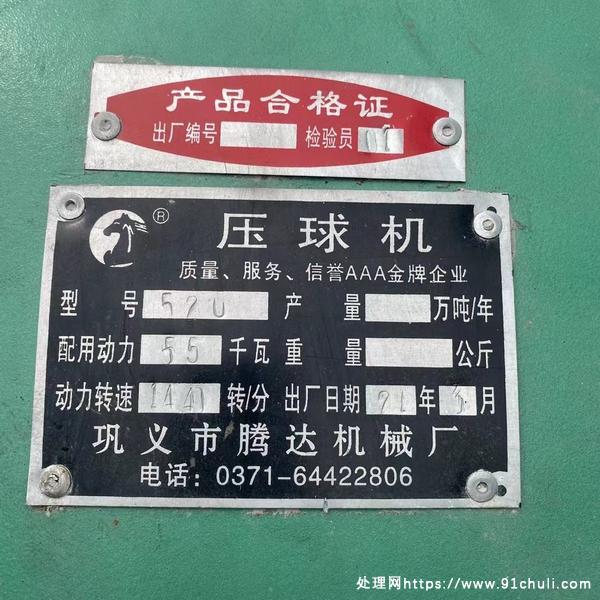 产品合格证
出厂编号 检验员
®
压球机
质量、服务、信誉AAA金牌企业
型号 520 产量 万吨/年
配用动力 55 千瓦 重量 公斤
动力转速 144 转/分 出厂日期 年 月
巩义市腾达机械厂
电话：0371-64422806
处理网https://www.91chuli.com/